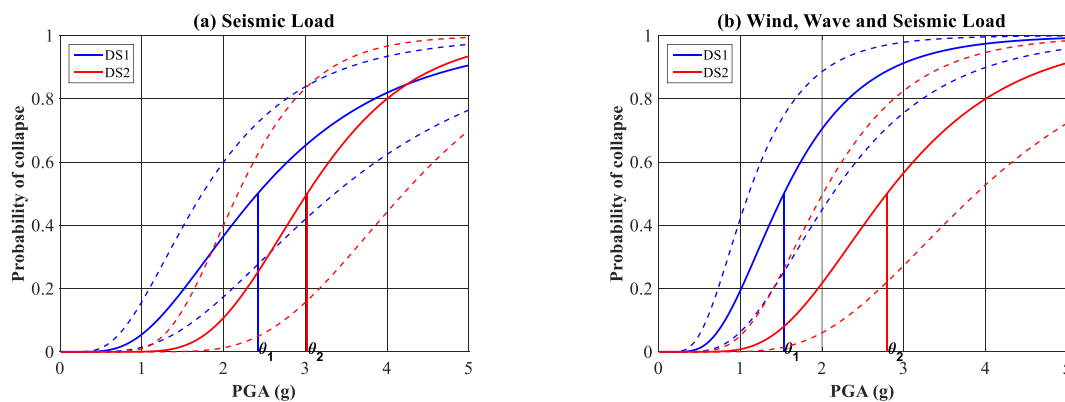 (a) Seismic Load
Probability of collapse
1
0.8
0.6
0.4
0.2
0
DS1
DS2
θ1
θ2
0 1 2 3 4 5
PGA (g)
(b) Wind, Wave and Seismic Load
Probability of collapse
1
0.8
0.6
0.4
0.2
0
DS1
DS2
θ1
θ2
0 1 2 3 4 5
PGA (g)